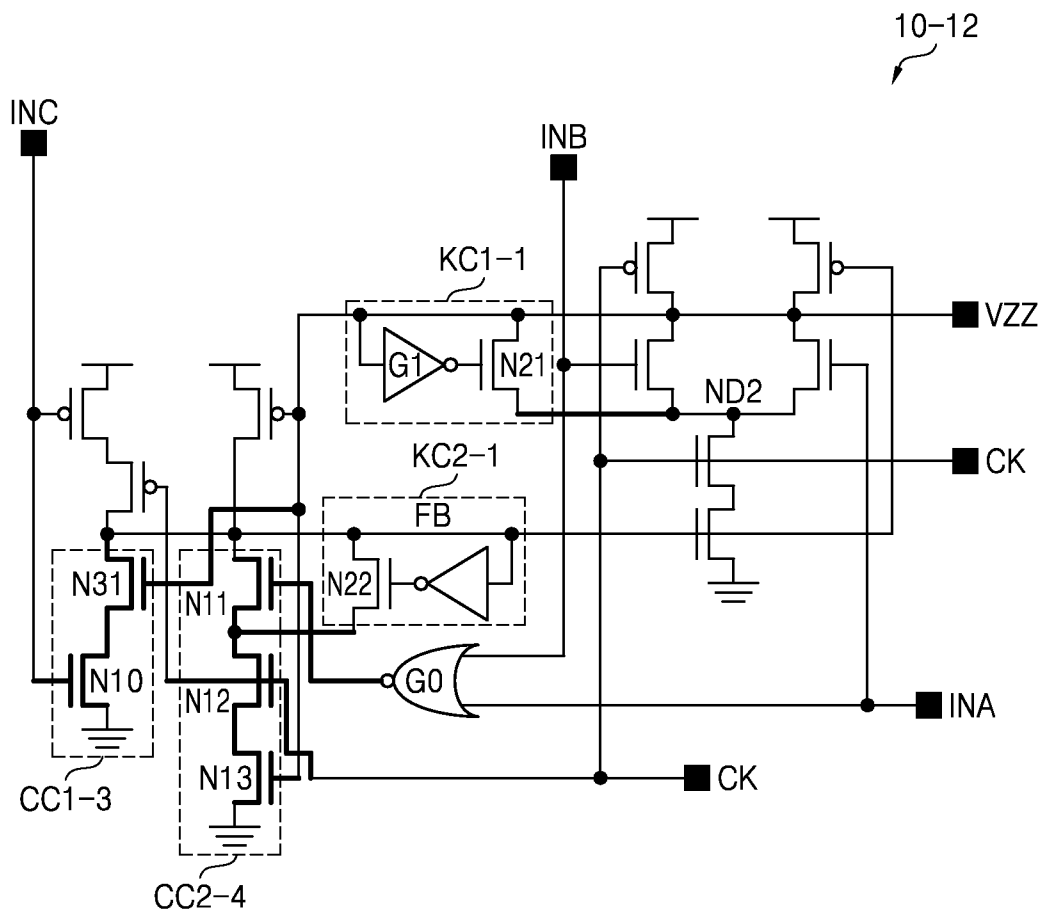 10-12
INC
INB
KC1-1
VZZ
G1
N21
ND2
KC2-1
CK
FB
N31
N11
N22
N10
N12
G0
INA
N13
CK
CC1-3
CC2-4